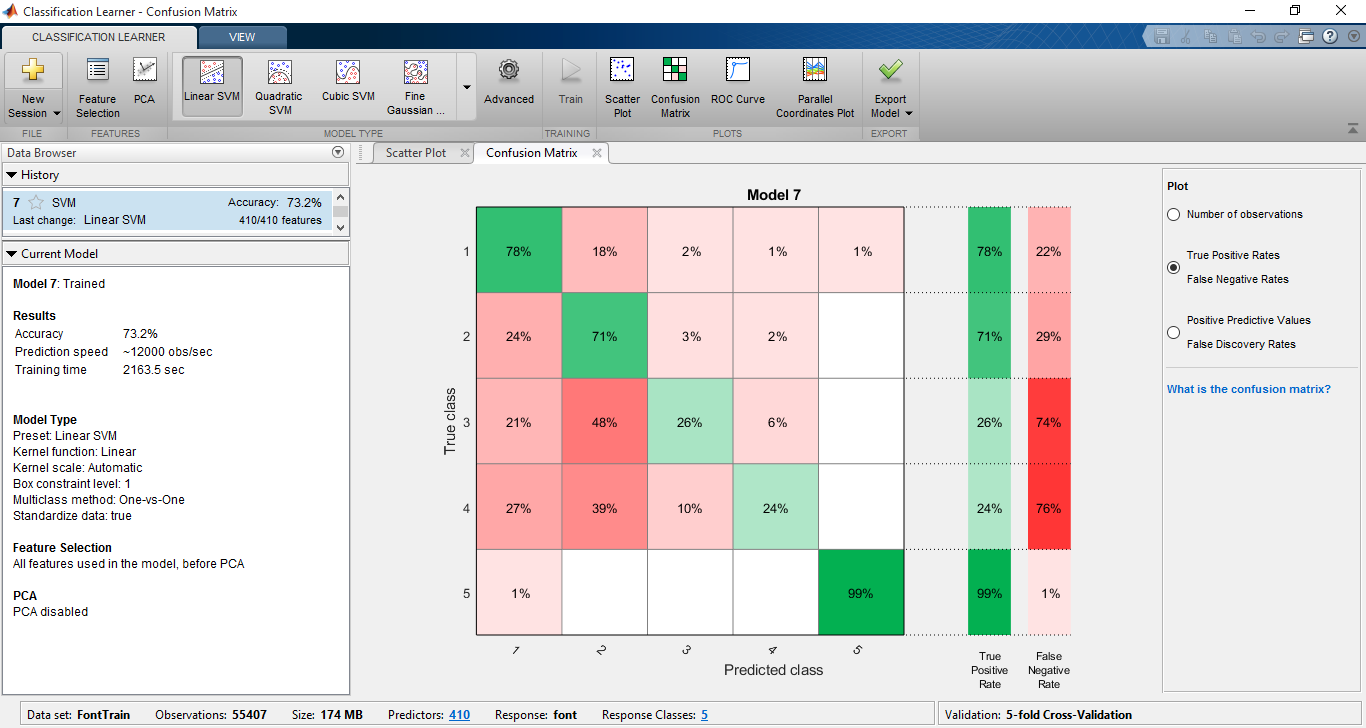 Classification Learner - Confusion Matrix
CLASSIFICATION LEARNER VIEW
New Session
Feature Selection
PCA
Linear SVM
Quadratic SVM
Cubic SVM
Fine Gaussian ...
Advanced
Train
Scatter Plot
Confusion Matrix
ROC Curve
Parallel Coordinates Plot
Export Model
FILE FEATURES MODEL TYPE TRAINING PLOTS EXPORT
Data Browser
History
7 SVM Accuracy: 73.2%
Last change: Linear SVM 410/410 features
Current Model
Model 7: Trained
Results
Accuracy 73.2%
Prediction speed ~12000 obs/sec
Training time 2163.5 sec
Model Type
Preset: Linear SVM
Kernel function: Linear
Kernel scale: Automatic
Box constraint level: 1
Multiclass method: One-vs-One
Standardize data: true
Feature Selection
All features used in the model, before PCA
PCA
PCA disabled
Scatter Plot Confusion Matrix
Model 7
True class
1 78% 18% 2% 1% 1% 78% 22%
2 24% 71% 3% 2% 71% 29%
3 21% 48% 26% 6% 26% 74%
4 27% 39% 10% 24% 24% 76%
5 1% 99% 99% 1%
1 2 3 4 5
Predicted class
True Positive Rate
False Negative Rate
Plot
Number of observations
True Positive Rates
False Negative Rates
Positive Predictive Values
False Discovery Rates
What is the confusion matrix?
Data set: FontTrain Observations: 55407 Size: 174 MB Predictors: 410 Response: font Response Classes: 5 Validation: 5-fold Cross-Validation